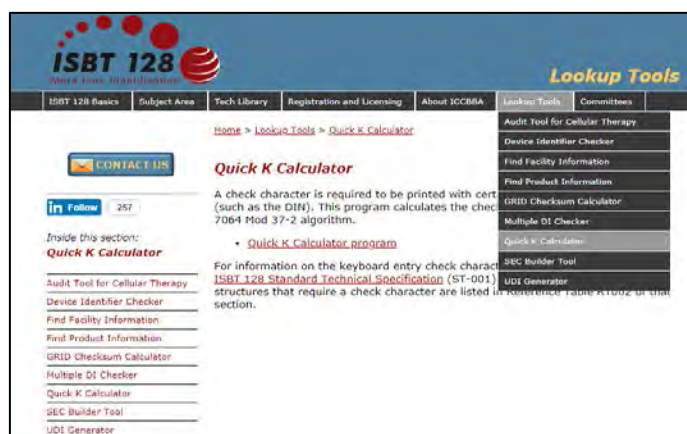 ISBT 128
Lookup Tools
ISBT 128 Basics
Subject Area
Tech Library
Registration and Licensing
About ICCBBA
Lookup Tools
Committees
Audit Tool for Cellular Therapy
Device Identifier Checker
Find Facility Information
Find Product Information
GRID Checksum Calculator
Multiple DI Checker
Quick K Calculator
SEC Builder Tool
UDI Generator
Home > Lookup Tools > Quick K Calculator
CONTACT US
in Follow 267
Inside this section:
Quick K Calculator
Audit Tool for Cellular Therapy
Device Identifier Checker
Find Facility Information
Find Product Information
GRID Checksum Calculator
Multiple DI Checker
Quick K Calculator
SEC Builder Tool
UDI Generator
Quick K Calculator
A check character is required to be printed with cert
(such as the DIN). This program calculates the chec
7064 Mod 37-2 algorithm.
• Quick K Calculator program
For information on the keyboard entry check charact
ISBT 128 Standard Technical Specification (ST-001)
structures that require a check character are listed in Reference Table RT002 of that
section.